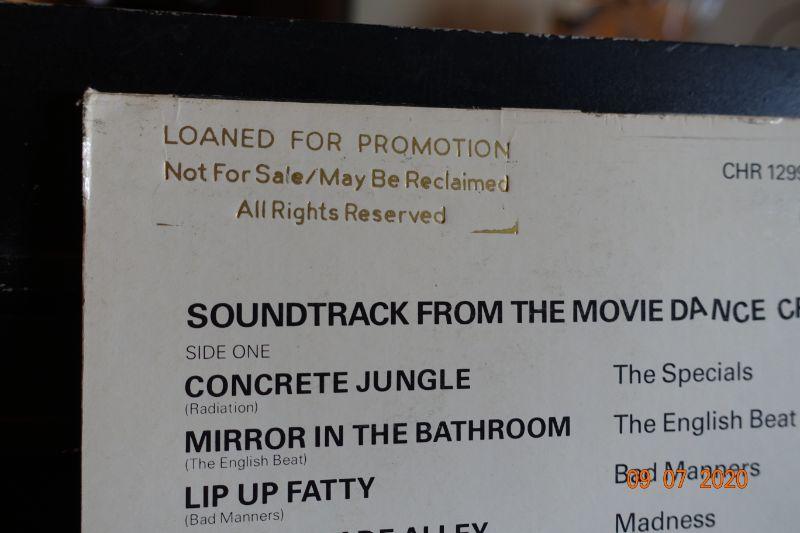 LOANED FOR PROMOTION
Not For Sale/May Be Reclaimed
All Rights Reserved
CHR 1299
SOUNDTRACK FROM THE MOVIE DANCE
SIDE ONE
CONCRETE JUNGLE The Specials
(Radiation)
MIRROR IN THE BATHROOM The English Beat
(The English Beat)
LIP UP FATTY Bad Manners
(Bad Manners)
09 07 2020
ALLEY Madness